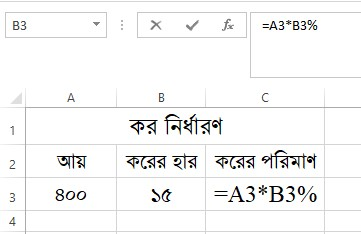 B3 =A3*B3%
A B C
1 কর নির্ধারণ
2 আয় করের হার করের পরিমাণ
3 ৪০০ ১৫ =A3*B3%
4